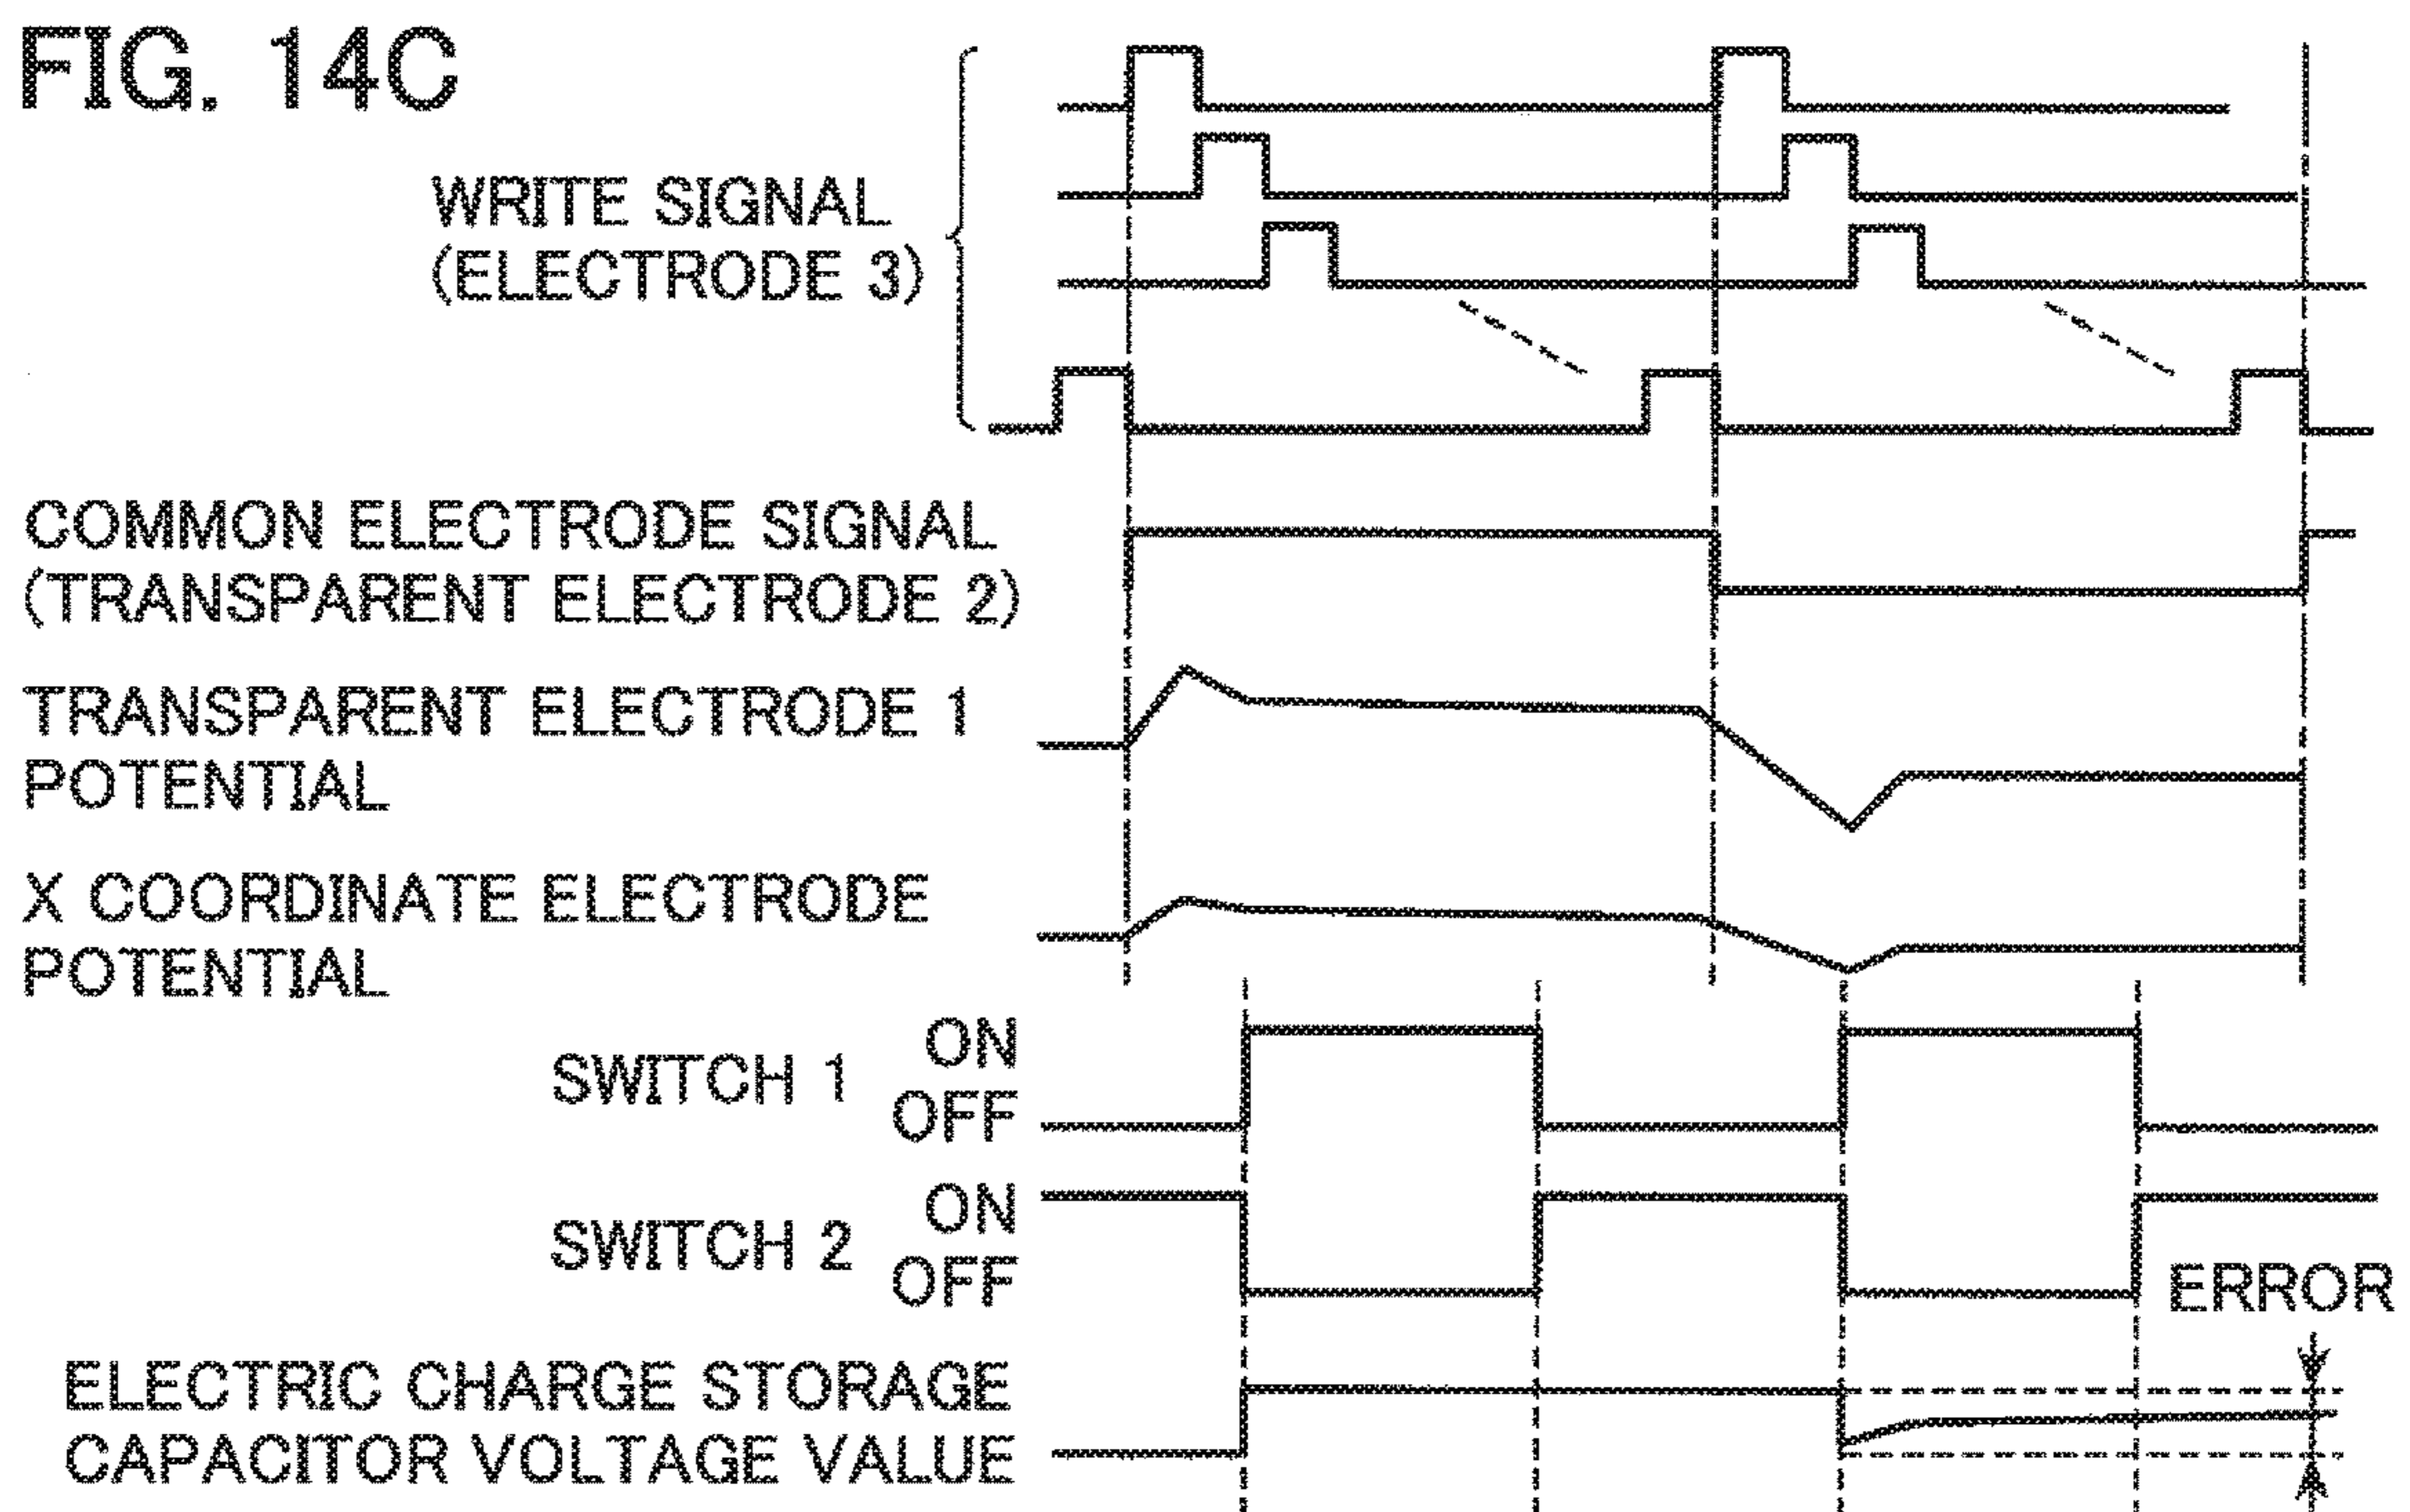 FIG. 14C
WRITE SIGNAL
(ELECTRODE 3)
COMMON ELECTRODE SIGNAL
(TRANSPARENT ELECTRODE 2)
TRANSPARENT ELECTRODE 1
POTENTIAL
X COORDINATE ELECTRODE
POTENTIAL
SWITCH 1
ON
OFF
SWITCH 2
ON
OFF
ERROR
ELECTRIC CHARGE STORAGE
CAPACITOR VOLTAGE VALUE